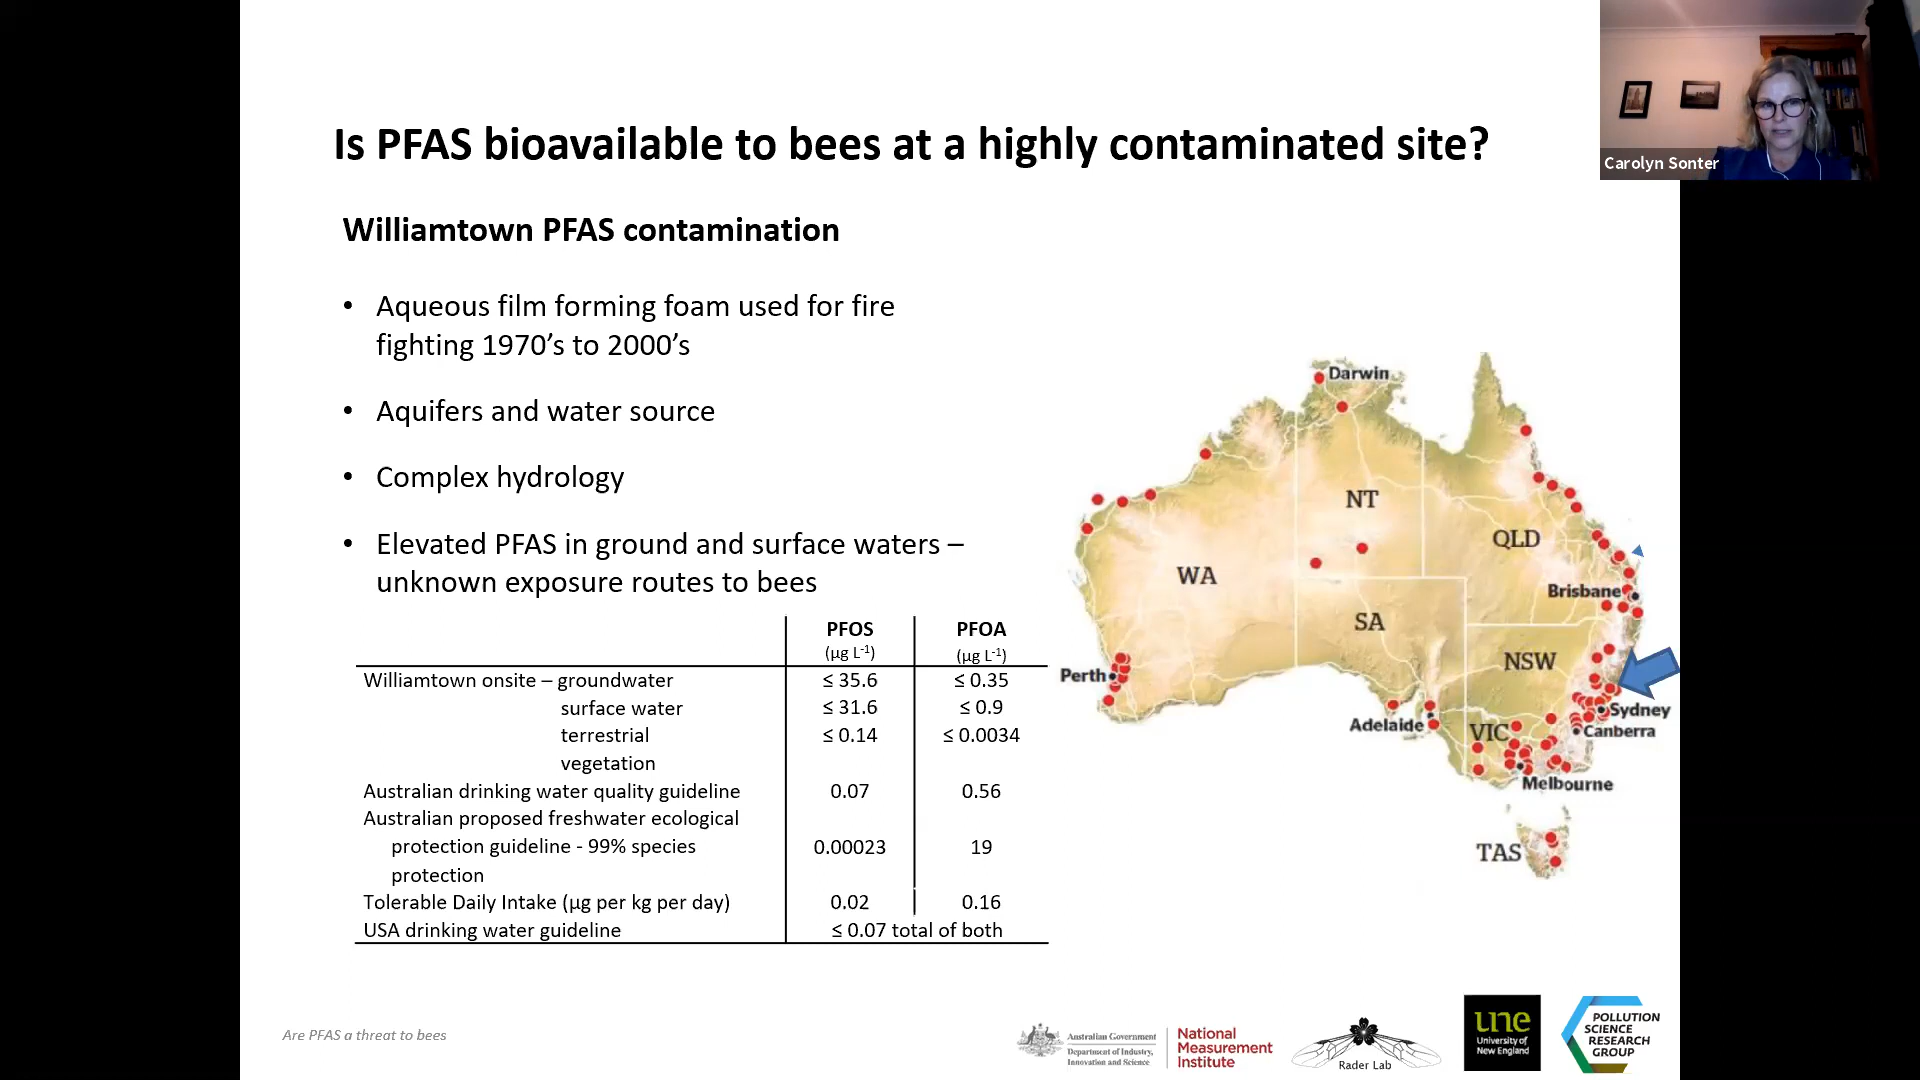 Is PFAS bioavailable to bees at a highly contaminated site?
Carolyn Sonter
Williamtown PFAS contamination
• Aqueous film forming foam used for fire
fighting 1970’s to 2000’s
• Aquifers and water source
• Complex hydrology
• Elevated PFAS in ground and surface waters –
unknown exposure routes to bees
PFOS PFOA
(µg L-1) (µg L-1)
Williamtown onsite – groundwater ≤ 35.6 ≤ 0.35
surface water ≤ 31.6 ≤ 0.9
terrestrial ≤ 0.14 ≤ 0.0034
vegetation
Australian drinking water quality guideline 0.07 0.56
Australian proposed freshwater ecological
protection guideline - 99% species 0.00023 19
protection
Tolerable Daily Intake (µg per kg per day) 0.02 0.16
USA drinking water guideline ≤ 0.07 total of both
Darwin
NT
QLD
WA
Brisbane
SA
NSW
Perth
Sydney
Adelaide
VIC
Canberra
Melbourne
TAS
Are PFAS a threat to bees
Australian Government
Department of Industry,
Innovation and Science
National
Measurement
Institute
Rader Lab
une
University of
New England
POLLUTION
SCIENCE
RESEARCH
GROUP